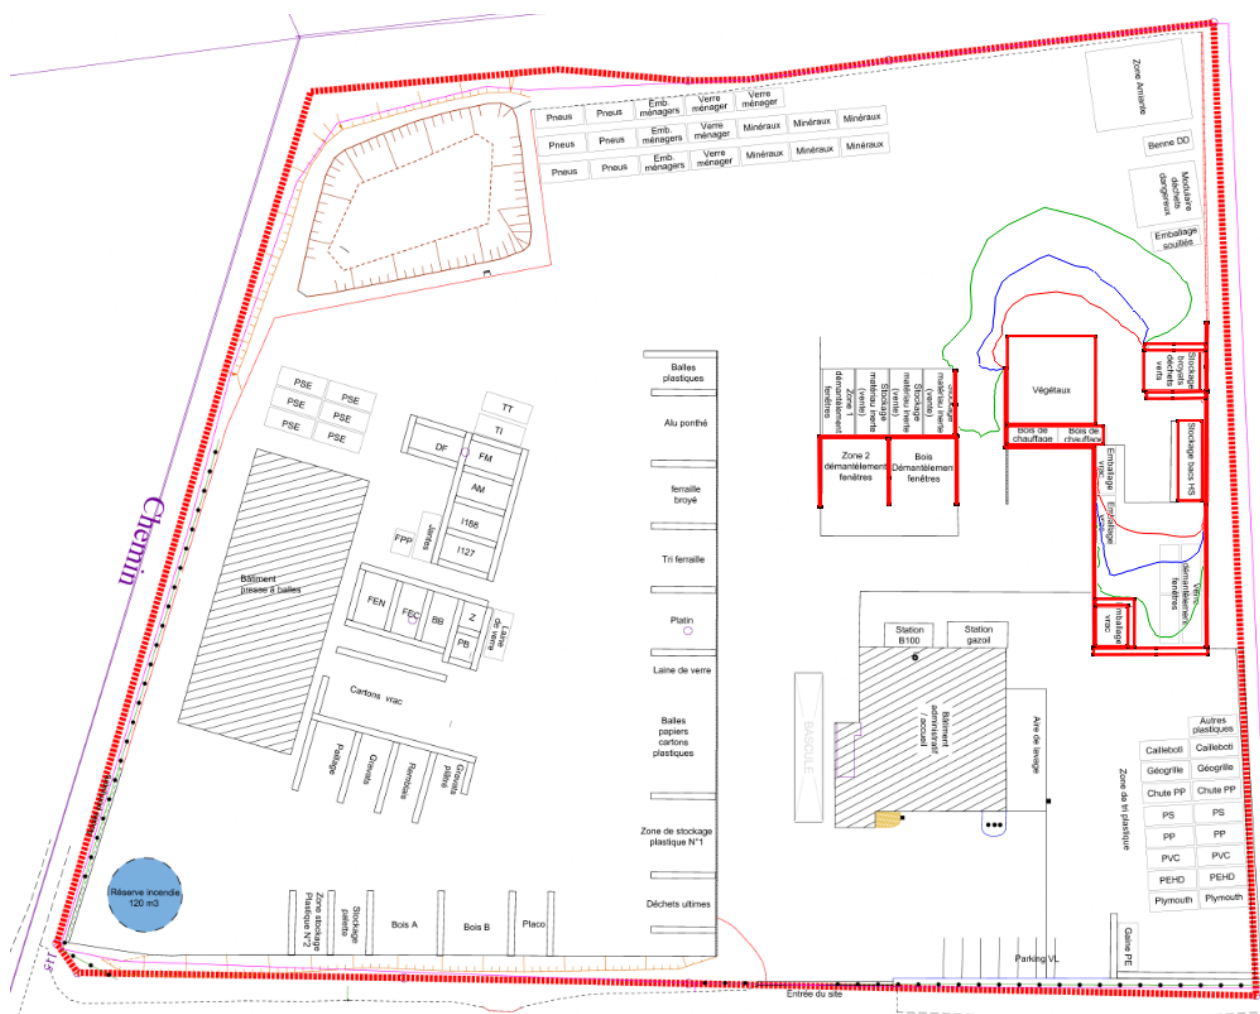 Zone Amiante
Pneus
Pneus
Emb.
ménagers
Verre
ménager
Verre
ménager
Pneus
Pneus
Emb.
ménagers
Verre
ménager
Minéraux
Minéraux
Minéraux
Pneus
Pneus
Emb.
ménagers
Verre
ménager
Minéraux
Minéraux
Minéraux
Benne DD
Modulaire
déchets
dangereux
Emballage
souillée
E
Balles
plastiques
Alu ponthé
ferraille
broyé
Tri ferraille
Platin
Laine de verre
Balles
papiers
cartons
plastiques
Zone de stockage
plastique N°1
Déchets ultimes
Zone 1
démantélement
fenêtres
Stockage
matériau inerte
(vente)
Stockage
matériau inerte
(vente)
Stockage
matériau inerte
(vente)
Zone 2
démantélement
fenêtres
Bois
Démantélemen
fenêtres
Végétaux
Bois de
chauffage
Bois de
chauffage
Stockage
broyats
déchets
verts
Stockage bacs HS
Emballage
vrac
Emballage
vrac
Verre
démantélement
fenêtres
Emballage
vrac
PSE
PSE
PSE
PSE
PSE
PSE
TT
TI
DF
FM
AM
I168
I127
Jantes
FPP
FEN
FEC
BB
Z
PB
Laine
de verre
Chemin
Bâtiment
presse à balles
Cartons vrac
Paillage
Gravats
Remblais
Gravats
plâtre
Station
B100
Station
gazoil
Bâtiment
administratif
/ accueil
BASCULE
Aire de lavage
Zone de tri plastique
Autres
plastiques
Cailleboti
Cailleboti
Géogrille
Géogrille
Chute PP
Chute PP
PS
PS
PP
PP
PVC
PVC
PEHD
PEHD
Plymouth
Plymouth
Gaine PE
Réserve incendie
120 m3
Zone stockage
Plastique N°2
Stockage
palette
Bois A
Bois B
Placo
Parking VL
Entrée du site